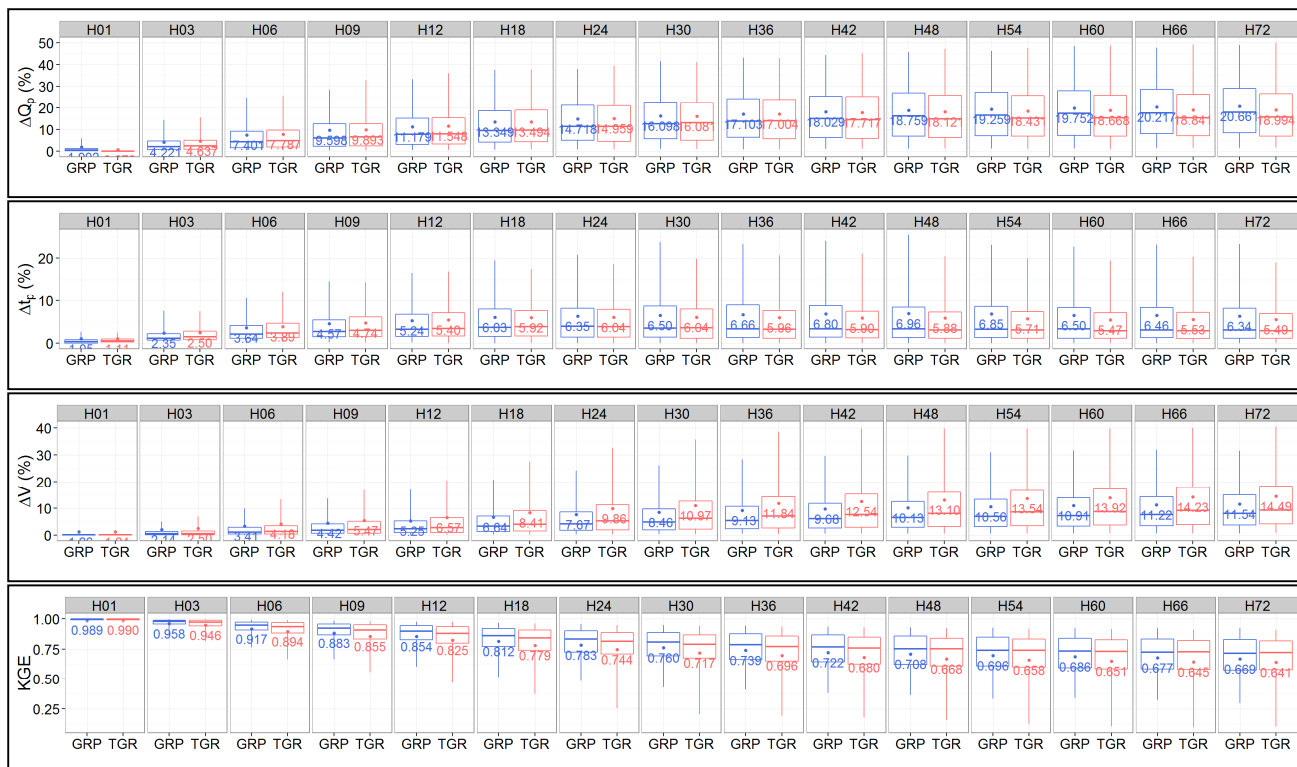 H01 H03 H06 H09 H12 H18 H24 H30 H36 H42 H48 H54 H60 H66 H72
50
40
30
20
10
0
ΔQp (%)
4.221 4.637 7.401 7.787 9.598 9.893 11.179 11.548 13.349 13.494 14.718 14.959 16.098 16.081 17.103 17.004 18.029 17.717 18.759 18.12 19.259 18.43 19.752 18.668 20.217 18.84 20.661 18.994
GRP TGR GRP TGR GRP TGR GRP TGR GRP TGR GRP TGR GRP TGR GRP TGR GRP TGR GRP TGR GRP TGR GRP TGR GRP TGR GRP TGR GRP TGR
H01 H03 H06 H09 H12 H18 H24 H30 H36 H42 H48 H54 H60 H66 H72
20
10
0
Δtp (%)
1.05 1.11 2.35 2.50 3.64 3.89 4.57 4.74 5.24 5.40 6.03 5.92 6.35 6.04 6.50 6.04 6.66 5.96 6.80 5.90 6.96 5.88 6.85 5.71 6.50 5.47 6.46 5.53 6.34 5.49
GRP TGR GRP TGR GRP TGR GRP TGR GRP TGR GRP TGR GRP TGR GRP TGR GRP TGR GRP TGR GRP TGR GRP TGR GRP TGR GRP TGR GRP TGR
H01 H03 H06 H09 H12 H18 H24 H30 H36 H42 H48 H54 H60 H66 H72
40
30
20
10
0
ΔV (%)
2.14 2.50 3.41 4.18 4.42 5.47 5.25 6.57 6.64 8.41 7.67 9.86 8.46 10.97 9.13 11.84 9.68 12.54 10.13 13.10 10.56 13.54 10.91 13.92 11.22 14.23 11.54 14.49
GRP TGR GRP TGR GRP TGR GRP TGR GRP TGR GRP TGR GRP TGR GRP TGR GRP TGR GRP TGR GRP TGR GRP TGR GRP TGR GRP TGR GRP TGR
H01 H03 H06 H09 H12 H18 H24 H30 H36 H42 H48 H54 H60 H66 H72
1.00
0.75
0.50
0.25
KGE
0.989 0.990 0.958 0.946 0.917 0.894 0.883 0.855 0.854 0.825 0.812 0.779 0.783 0.744 0.760 0.717 0.739 0.696 0.722 0.680 0.708 0.668 0.696 0.658 0.686 0.651 0.677 0.645 0.669 0.641
GRP TGR GRP TGR GRP TGR GRP TGR GRP TGR GRP TGR GRP TGR GRP TGR GRP TGR GRP TGR GRP TGR GRP TGR GRP TGR GRP TGR GRP TGR